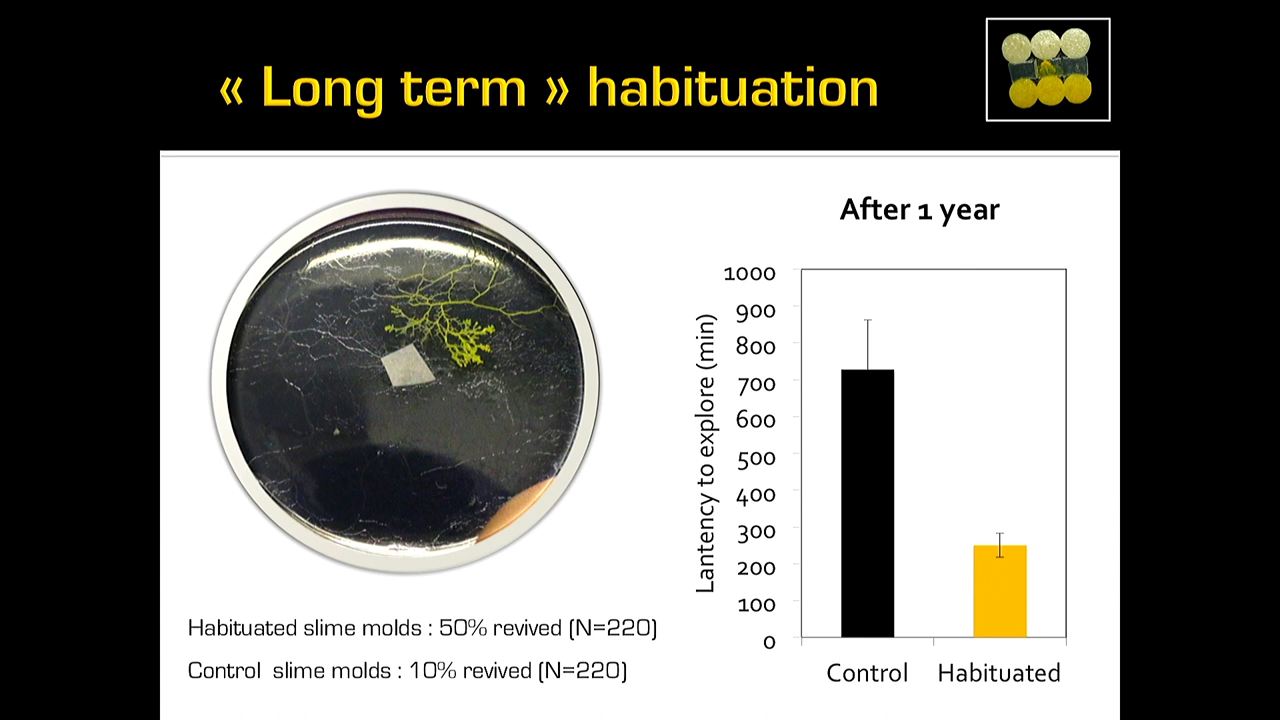 « Long term » habituation
After 1 year
Lantency to explore (min)
1000
900
800
700
600
500
400
300
200
100
0
Control Habituated
Habituated slime molds : 50% revived (N=220)
Control slime molds : 10% revived (N=220)